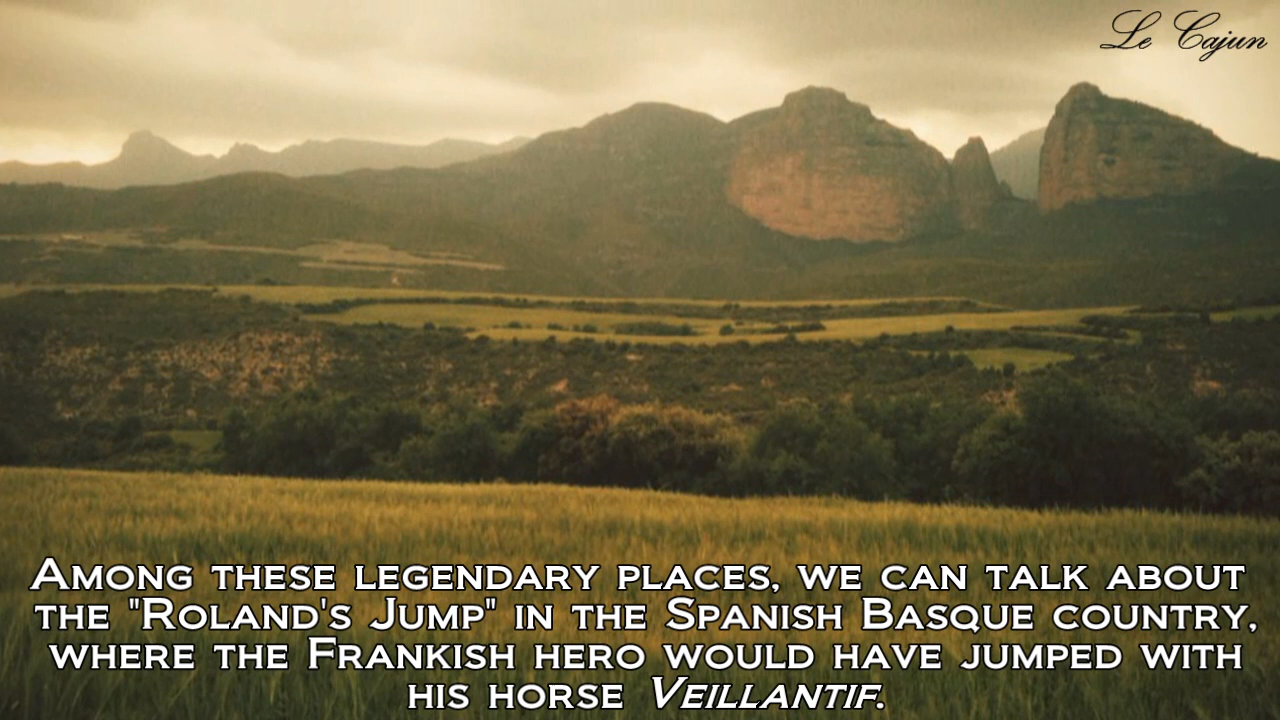 Le Cajun
Among these legendary places, we can talk about
the "Roland's Jump" in the Spanish Basque country,
where the Frankish hero would have jumped with
his horse Veillantif.